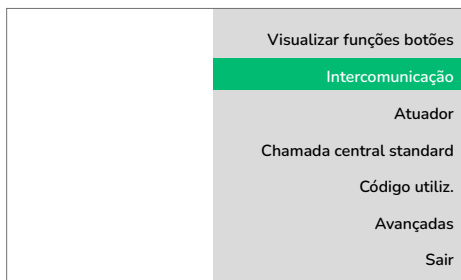 Visualizar funções botões
Intercomunicação
Atuador
Chamada central standard
Código utiliz.
Avançadas
Sair